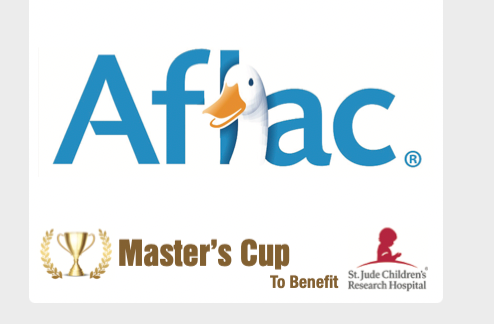 Aflac®
Master's Cup
To Benefit
St. Jude Children's®
Research Hospital